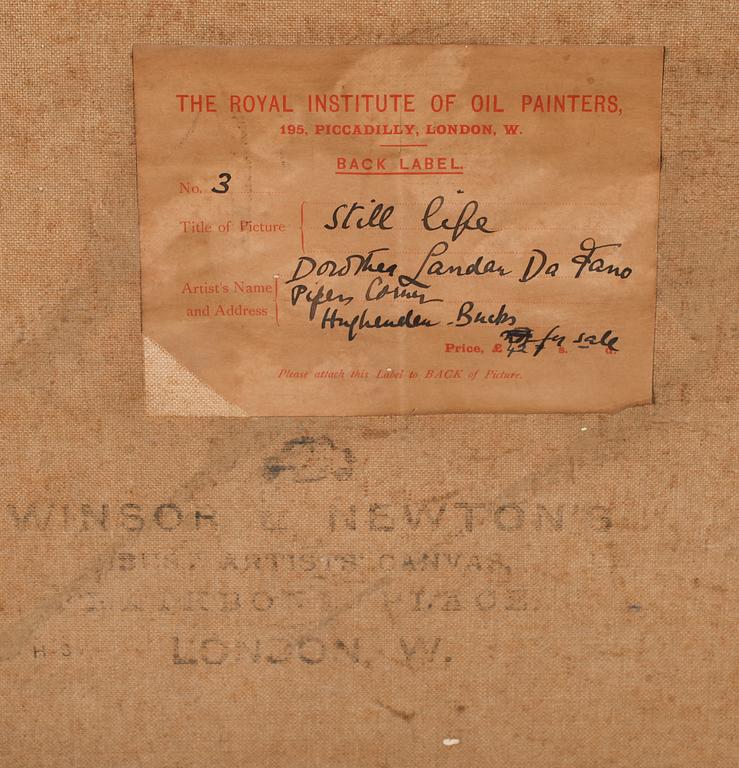 THE ROYAL INSTITUTE OF OIL PAINTERS,
195, PICCADILLY, LONDON, W.
BACK LABEL.
No. 3
Title of Picture Still life
Dorothea Landau Da Fano
Artist's Name Pipers Corner
and Address Hughenden - Bucks
for sale
Price, £ 42 s. d.
Please attach this Label to BACK of Picture.
WINSOR & NEWTON'S
ARTISTS' CANVAS,
PLACE
LONDON, W.